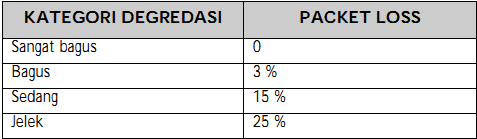 KATEGORI DEGREDASI PACKET LOSS
Sangat bagus 0
Bagus 3 %
Sedang 15 %
Jelek 25 %